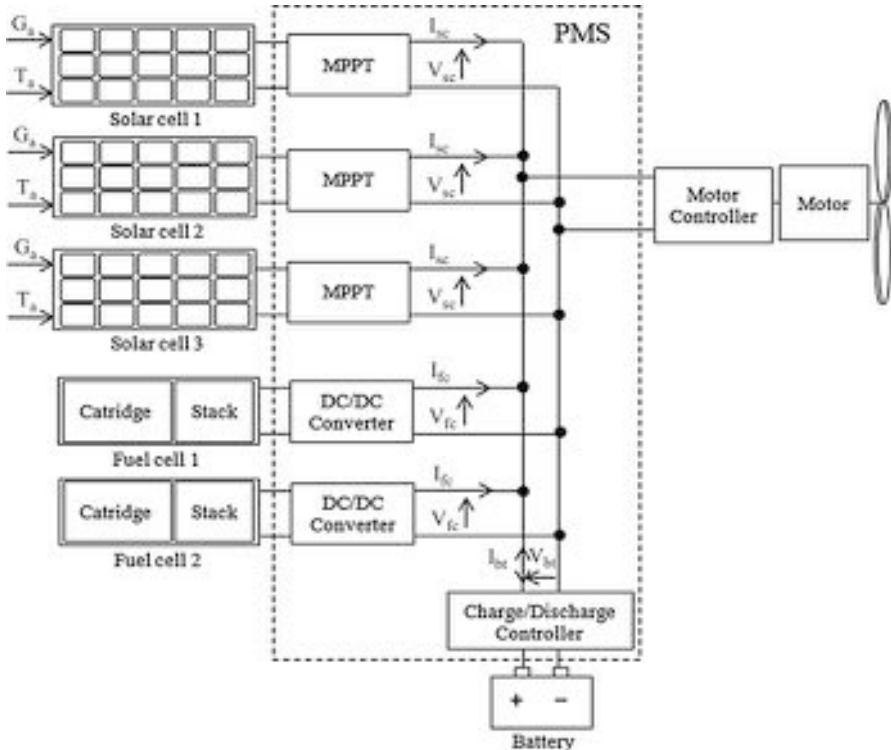 PMS
Ga
Isc
MPPT
Vsc
Ta
Solar cell 1
Ga
Isc
MPPT
Vsc
Ta
Solar cell 2
Motor
Controller
Motor
Ga
Isc
MPPT
Vsc
Ta
Solar cell 3
Ifc
Catridge
Stack
DC/DC
Converter
Vfc
Fuel cell 1
Ifc
Catridge
Stack
DC/DC
Converter
Vfc
Fuel cell 2
Ibt
Vbt
Charge/Discharge
Controller
+ −
Battery